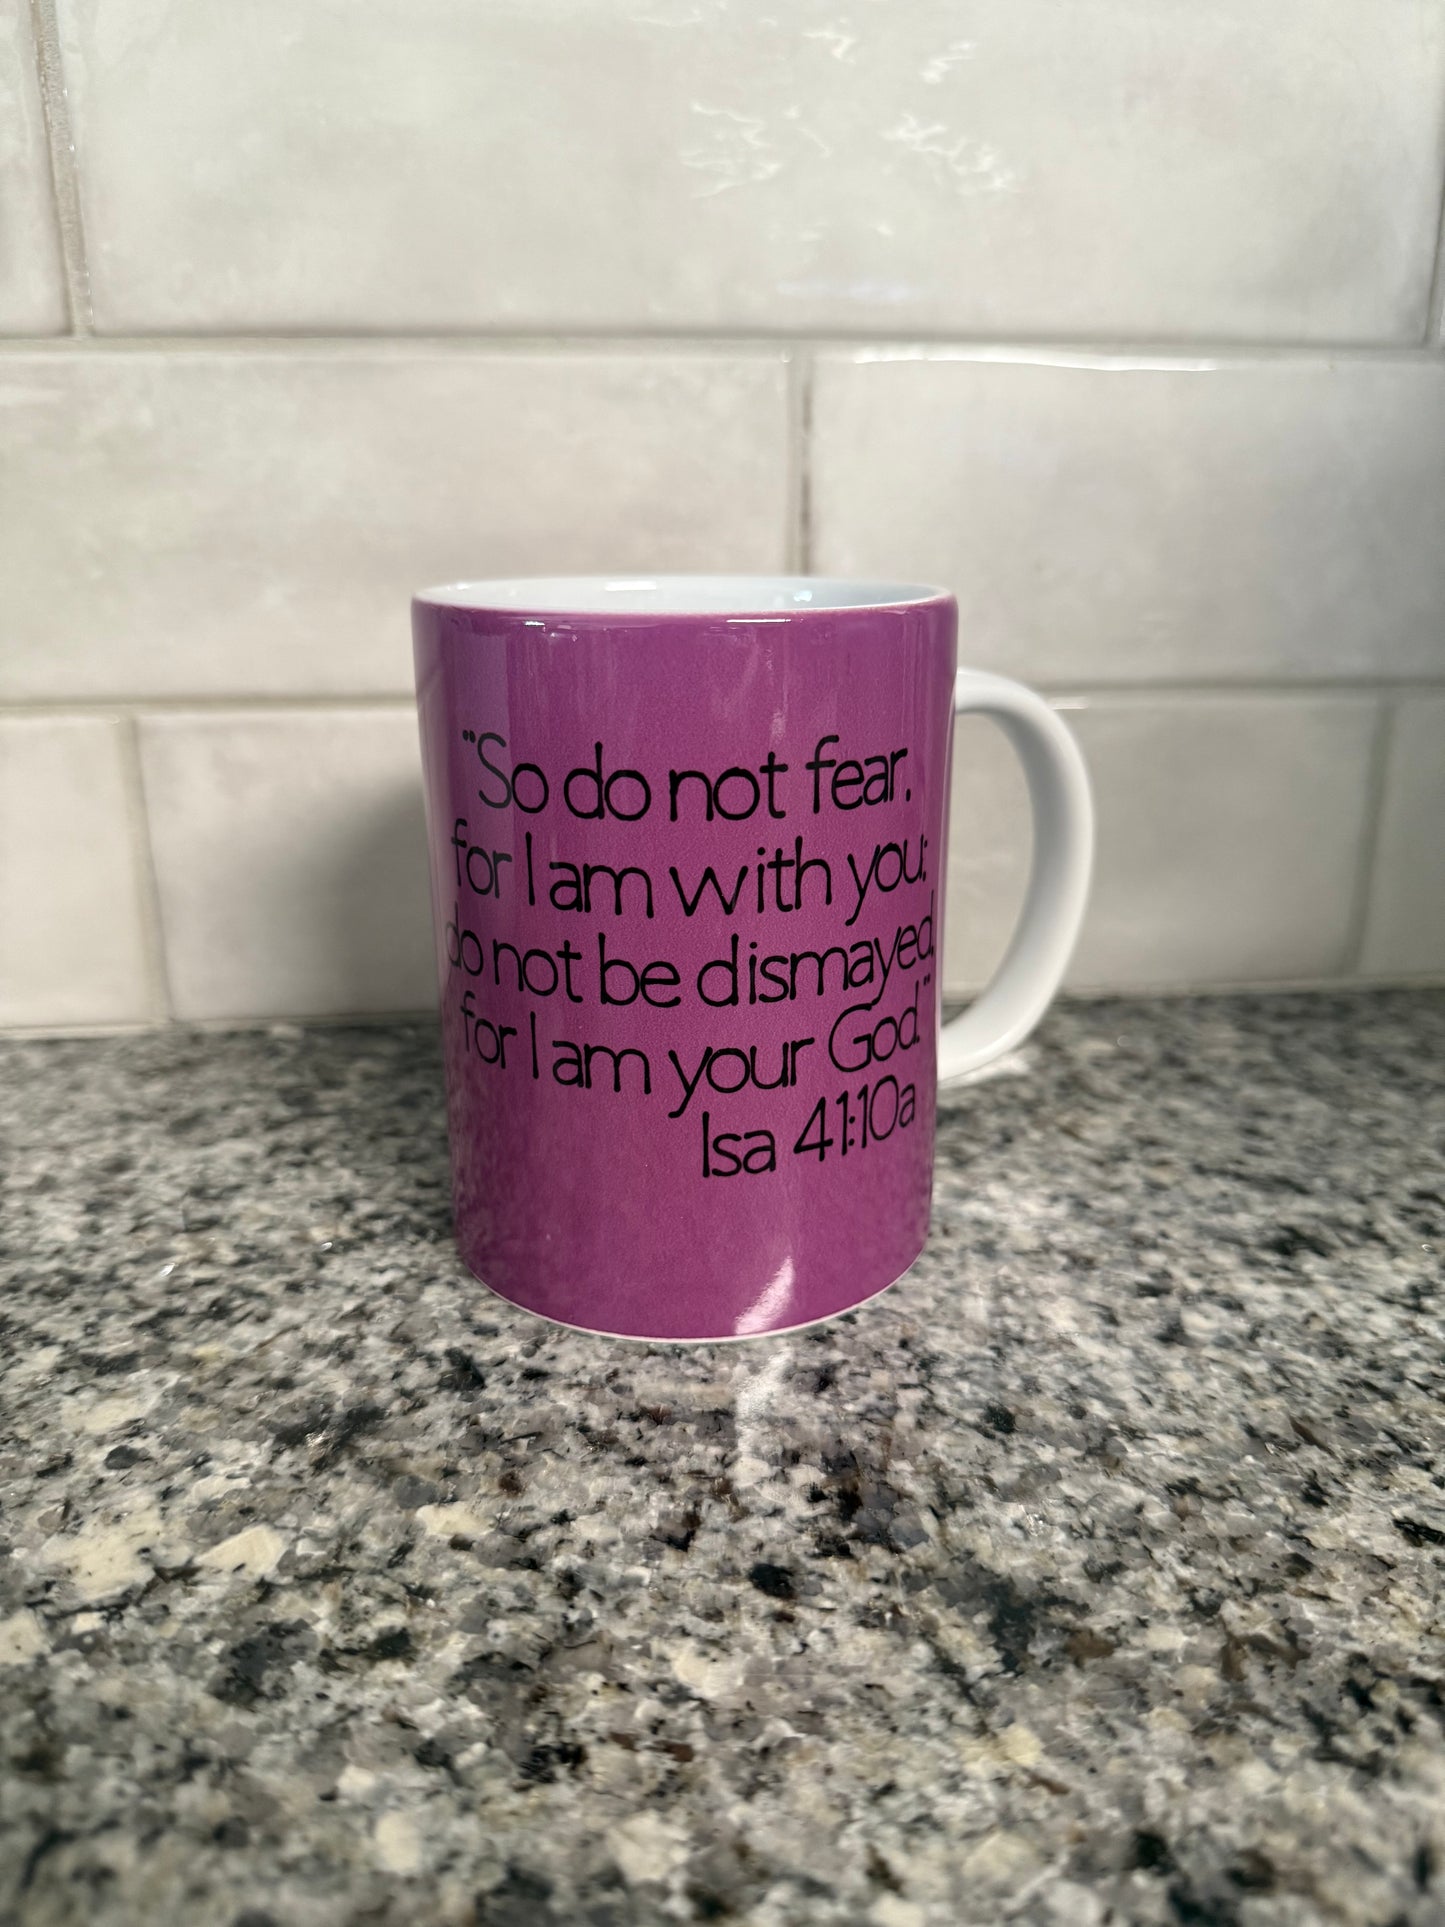 "So do not fear,
for I am with you;
do not be dismayed,
for I am your God."
Isa 41:10a